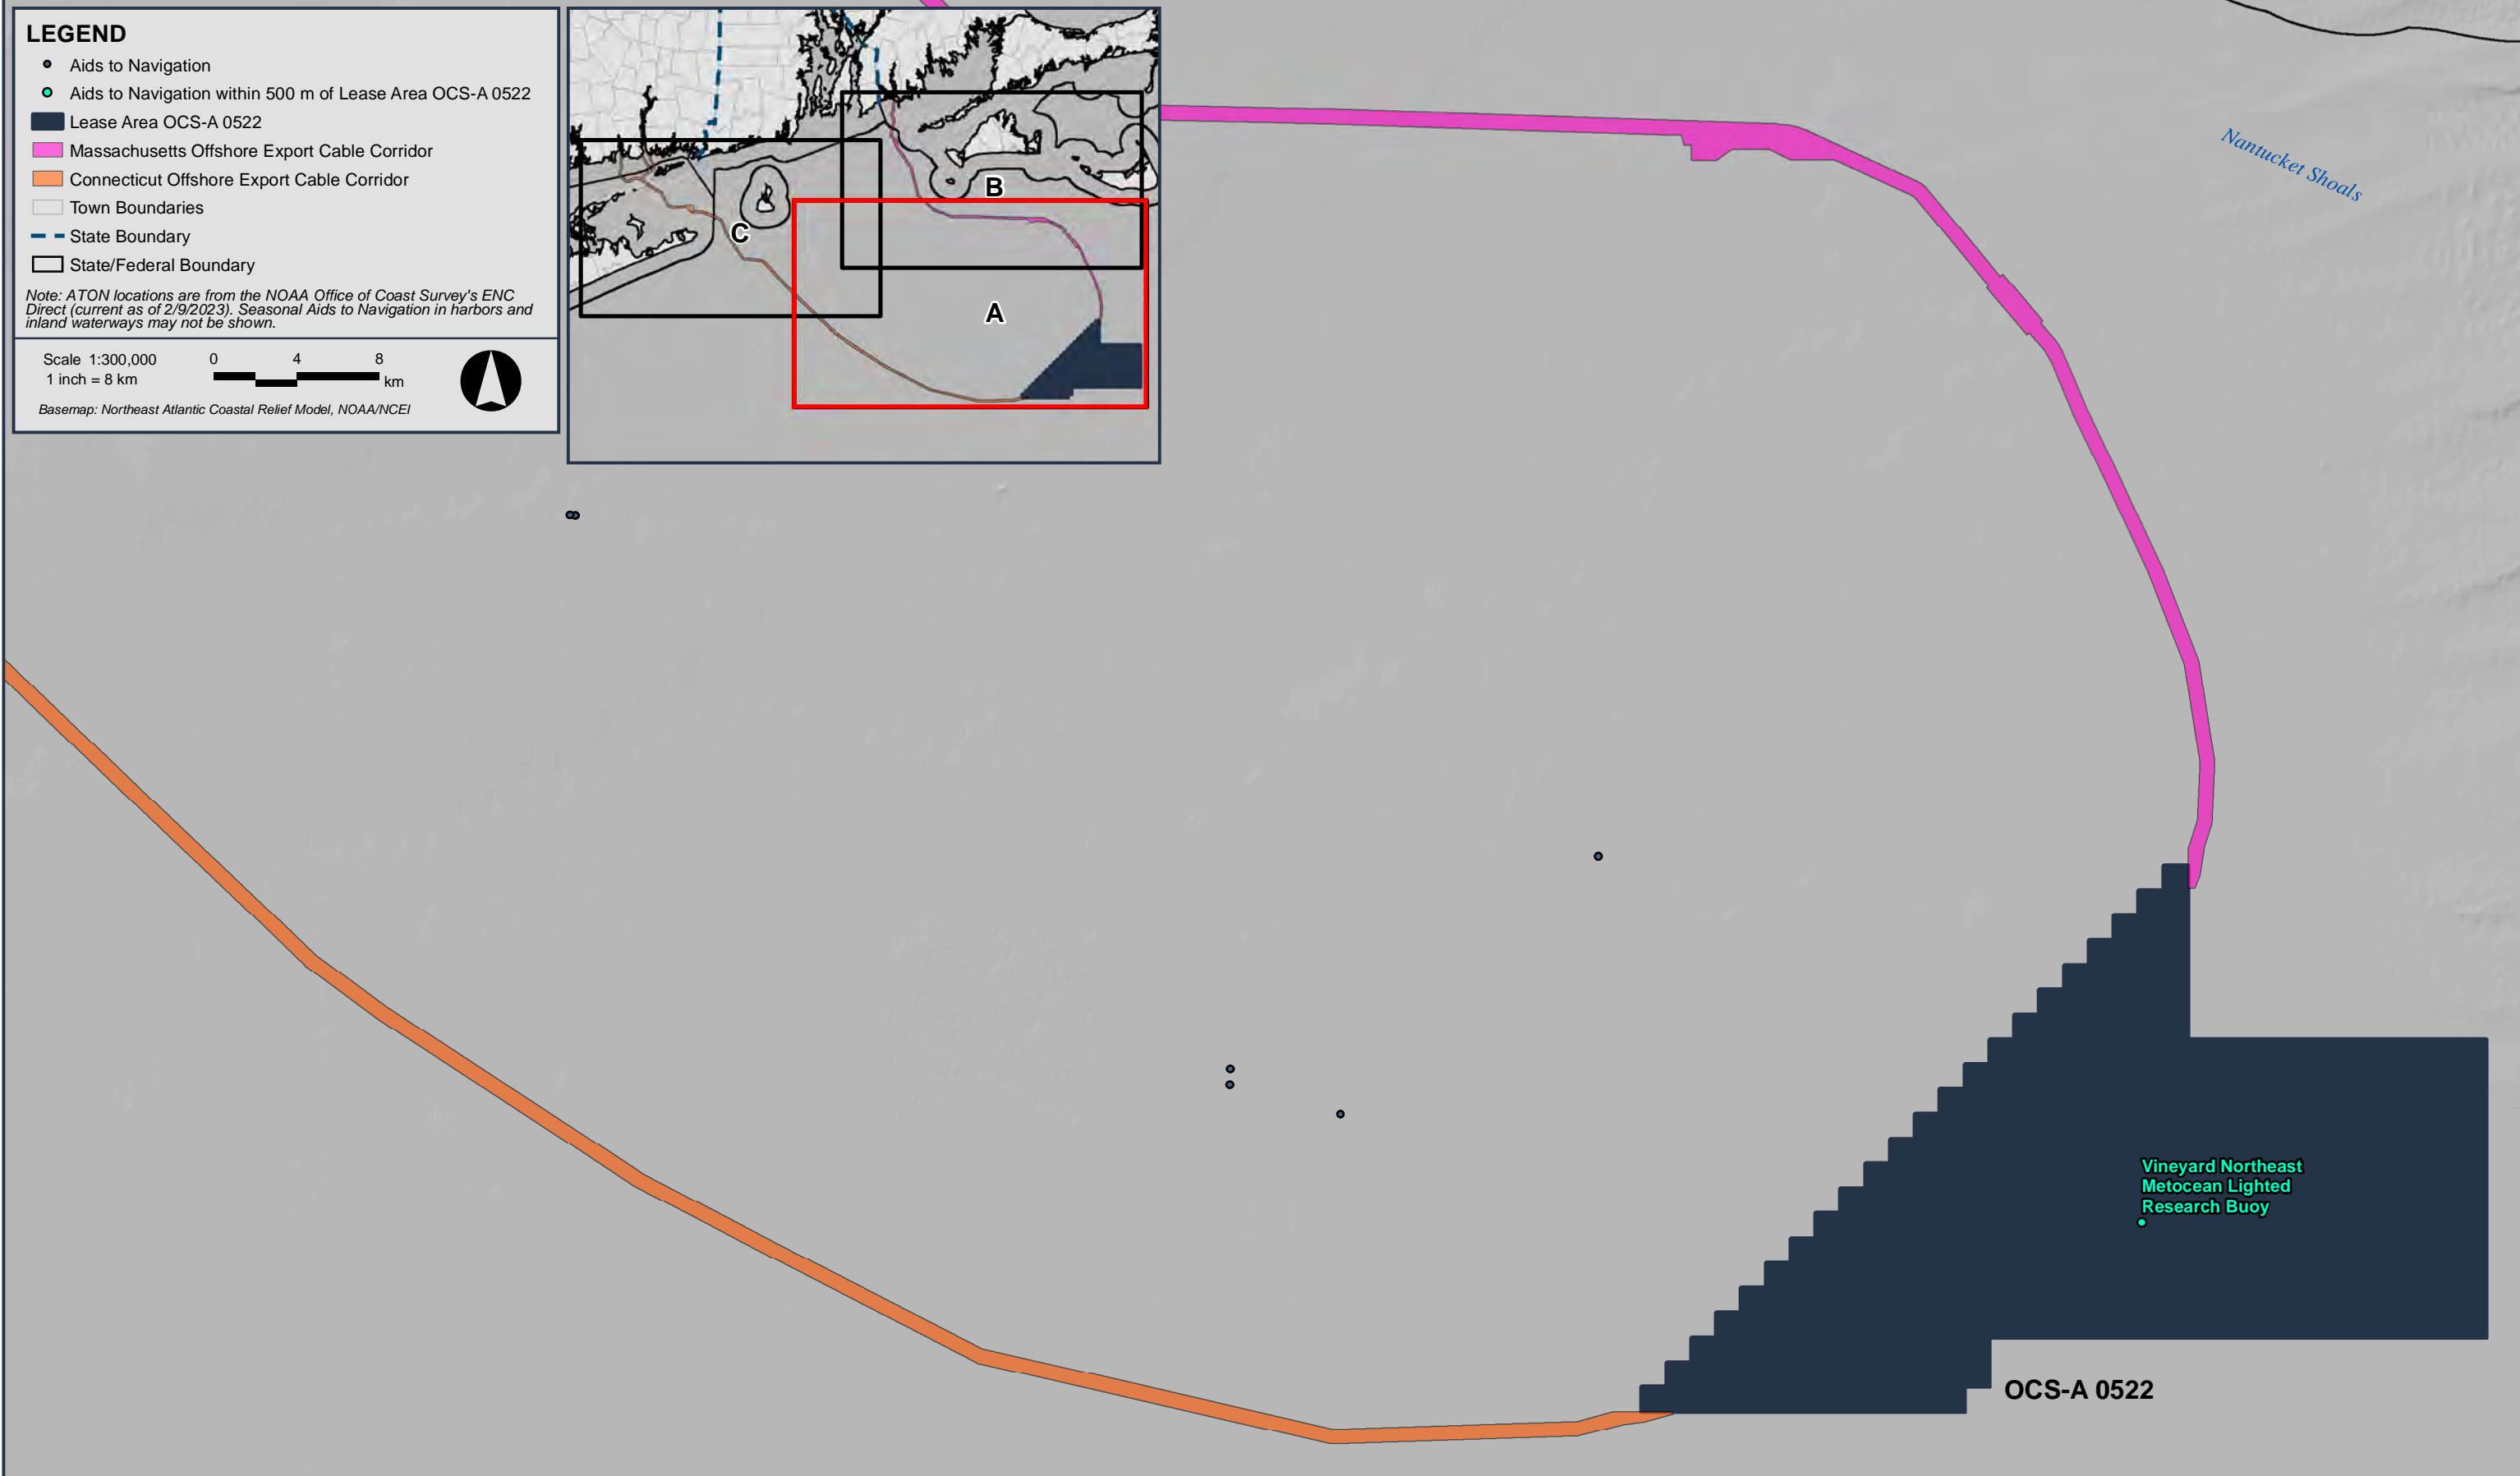 LEGEND
Aids to Navigation
Aids to Navigation within 500 m of Lease Area OCS-A 0522
Lease Area OCS-A 0522
Massachusetts Offshore Export Cable Corridor
Connecticut Offshore Export Cable Corridor
Town Boundaries
State Boundary
State/Federal Boundary
Note: ATON locations are from the NOAA Office of Coast Survey's ENC
Direct (current as of 2/9/2023). Seasonal Aids to Navigation in harbors and
inland waterways may not be shown.
Scale 1:300,000
1 inch = 8 km
0 4 8
km
Basemap: Northeast Atlantic Coastal Relief Model, NOAA/NCEI
B
C
A
Nantucket Shoals
Vineyard Northeast
Metocean Lighted
Research Buoy
OCS-A 0522